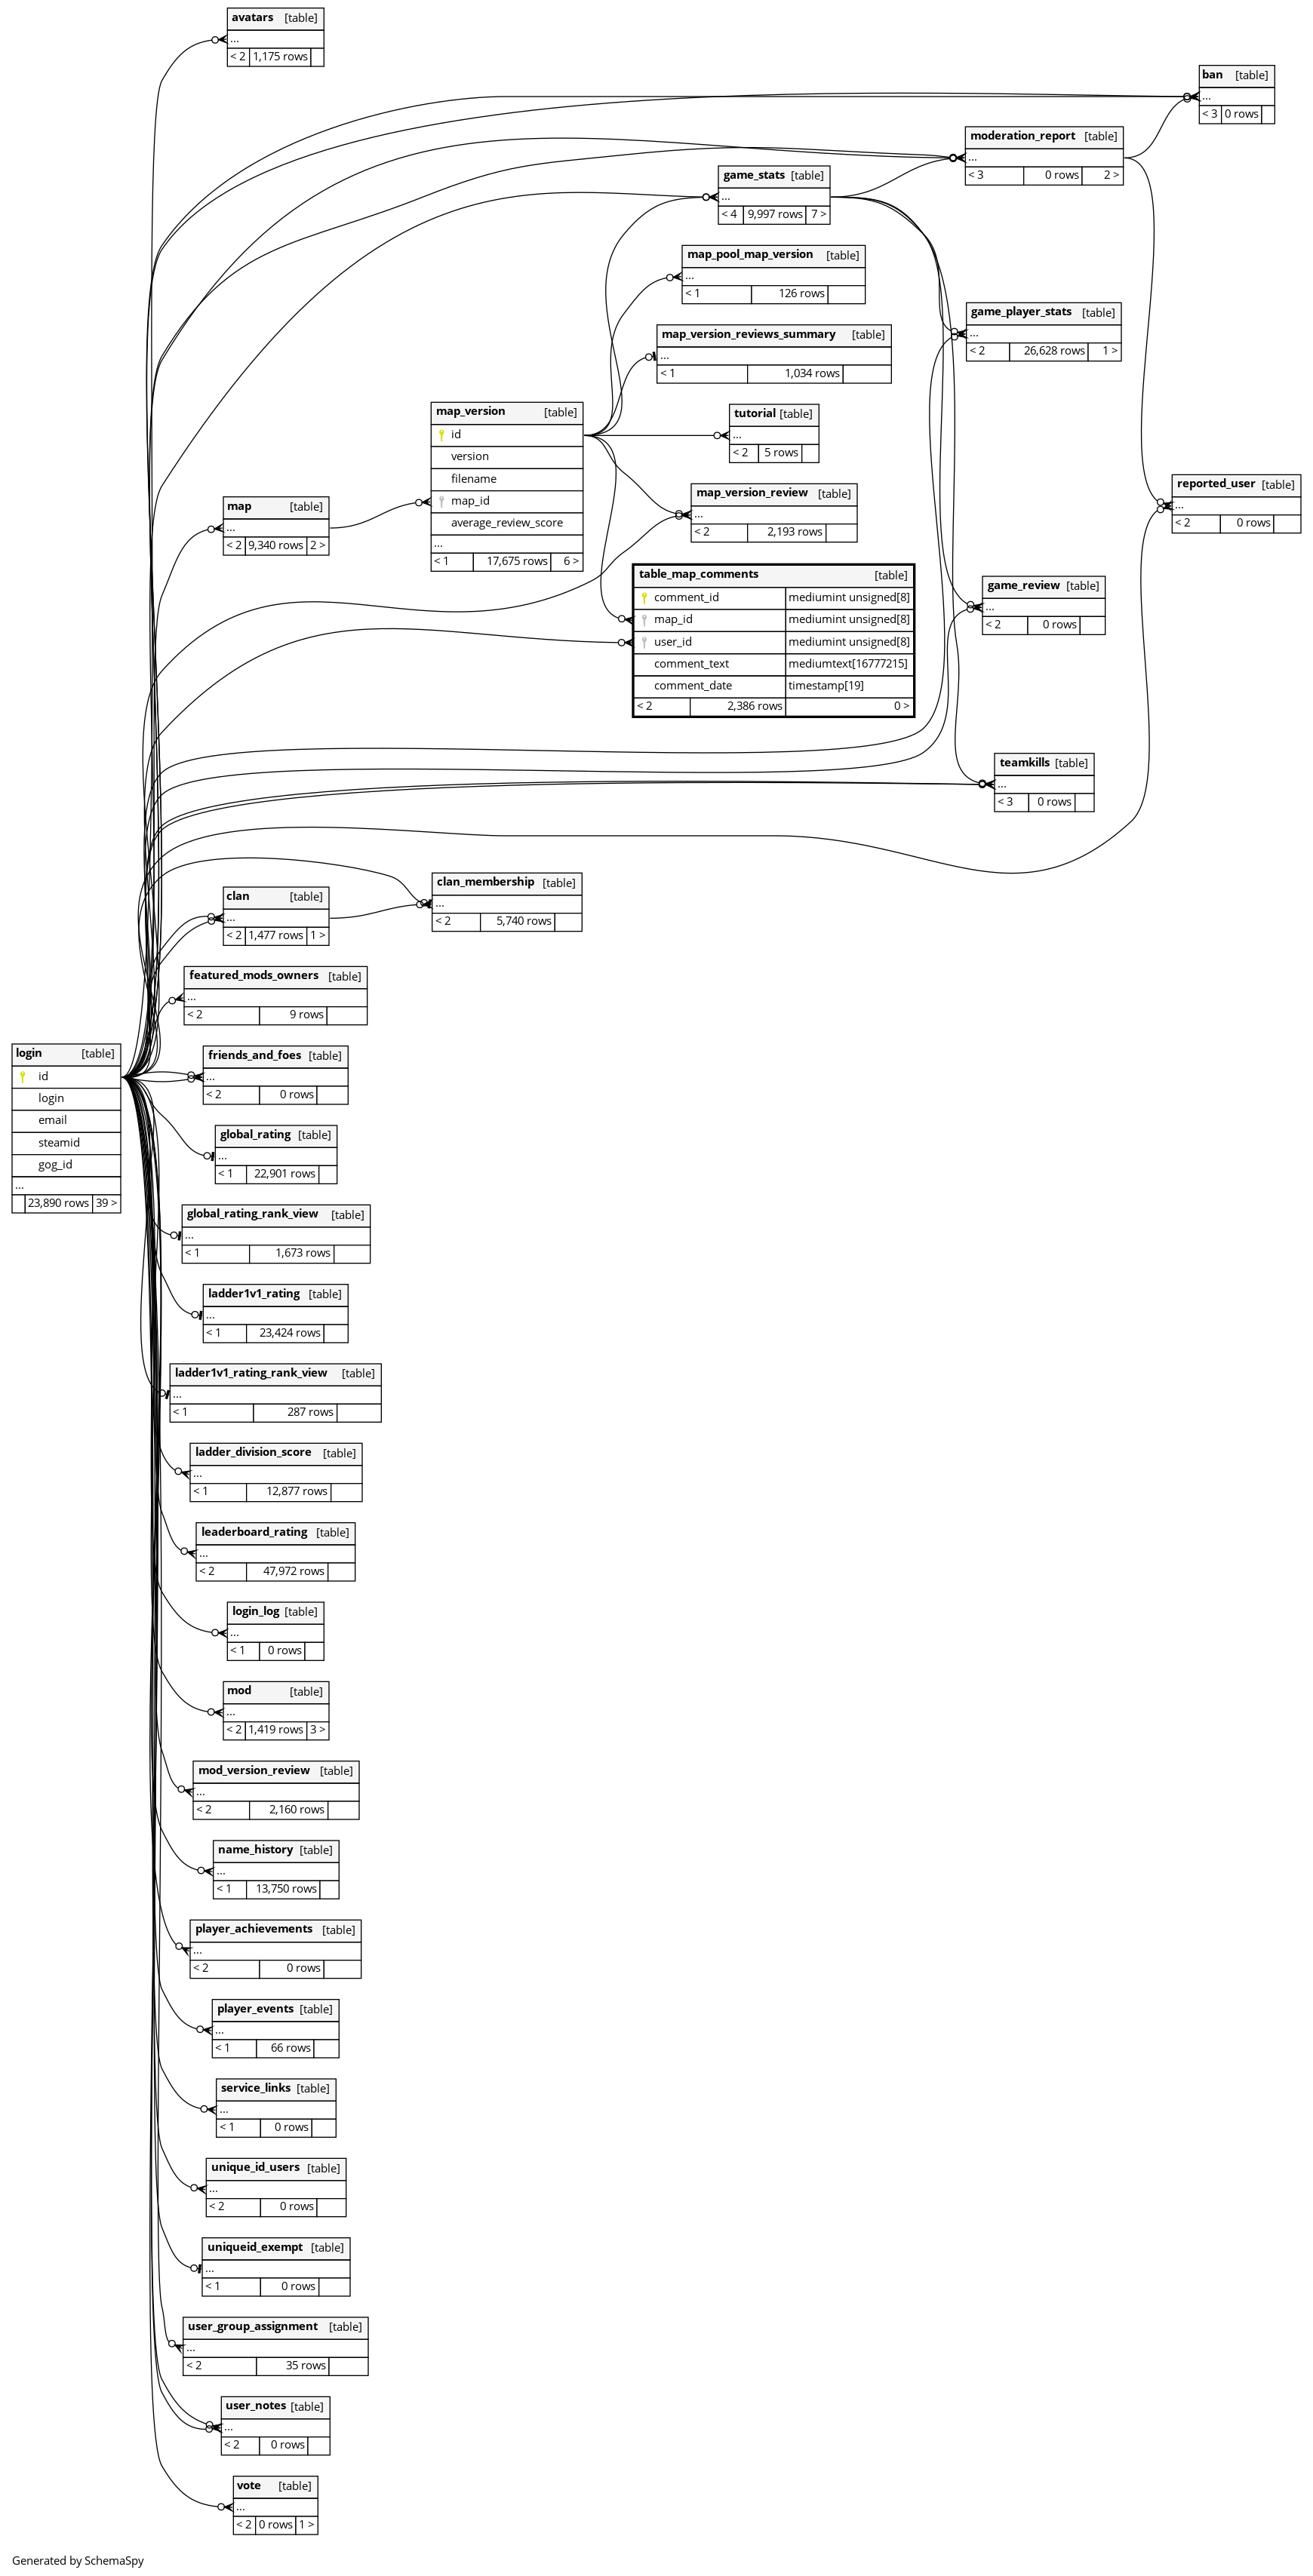 avatars [table]
...
< 2 1,175 rows
ban [table]
...
< 3 0 rows
moderation_report [table]
...
< 3 0 rows 2 >
game_stats [table]
...
< 4 9,997 rows 7 >
map_pool_map_version [table]
...
< 1 126 rows
game_player_stats [table]
...
< 2 26,628 rows 1 >
map_version_reviews_summary [table]
...
< 1 1,034 rows
map_version [table]
id
version
filename
map_id
average_review_score
...
< 1 17,675 rows 6 >
tutorial [table]
...
< 2 5 rows
map_version_review [table]
...
< 2 2,193 rows
reported_user [table]
...
< 2 0 rows
map [table]
...
< 2 9,340 rows 2 >
table_map_comments [table]
comment_id mediumint unsigned[8]
map_id mediumint unsigned[8]
user_id mediumint unsigned[8]
comment_text mediumtext[16777215]
comment_date timestamp[19]
< 2 2,386 rows 0 >
game_review [table]
...
< 2 0 rows
teamkills [table]
...
< 3 0 rows
clan [table]
...
< 2 1,477 rows 1 >
clan_membership [table]
...
< 2 5,740 rows
featured_mods_owners [table]
...
< 2 9 rows
login [table]
id
login
email
steamid
gog_id
...
23,890 rows 39 >
friends_and_foes [table]
...
< 2 0 rows
global_rating [table]
...
< 1 22,901 rows
global_rating_rank_view [table]
...
< 1 1,673 rows
ladder1v1_rating [table]
...
< 1 23,424 rows
ladder1v1_rating_rank_view [table]
...
< 1 287 rows
ladder_division_score [table]
...
< 1 12,877 rows
leaderboard_rating [table]
...
< 2 47,972 rows
login_log [table]
...
< 1 0 rows
mod [table]
...
< 2 1,419 rows 3 >
mod_version_review [table]
...
< 2 2,160 rows
name_history [table]
...
< 1 13,750 rows
player_achievements [table]
...
< 2 0 rows
player_events [table]
...
< 1 66 rows
service_links [table]
...
< 1 0 rows
unique_id_users [table]
...
< 2 0 rows
uniqueid_exempt [table]
...
< 1 0 rows
user_group_assignment [table]
...
< 2 35 rows
user_notes [table]
...
< 2 0 rows
vote [table]
...
< 2 0 rows 1 >
Generated by SchemaSpy